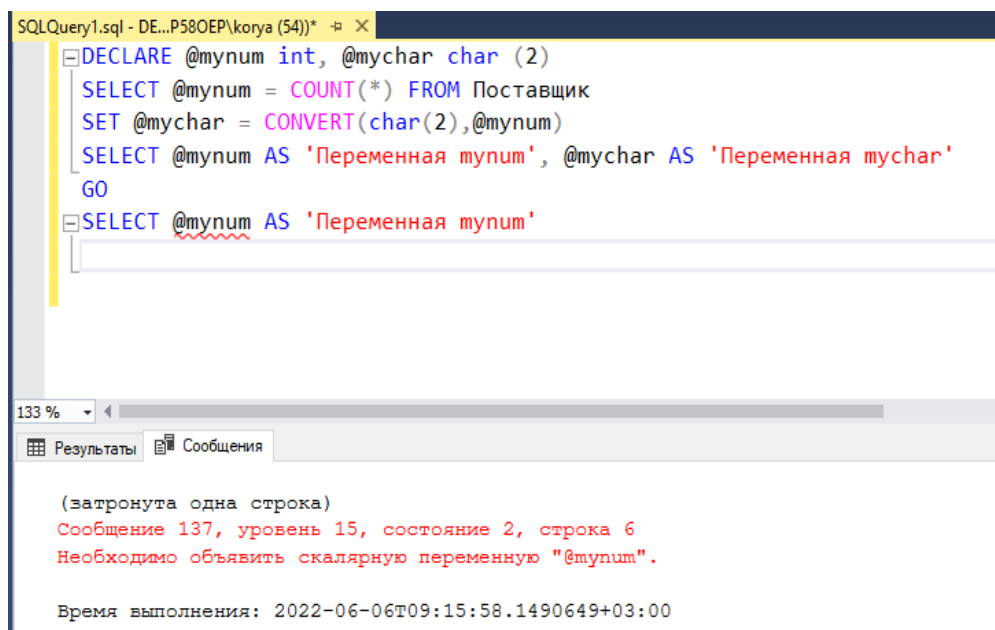 SQLQuery1.sql - DE...P58OEP\korya (54))*
DECLARE @mynum int, @mychar char (2)
SELECT @mynum = COUNT(*) FROM Поставщик
SET @mychar = CONVERT(char(2),@mynum)
SELECT @mynum AS 'Переменная mynum', @mychar AS 'Переменная mychar'
GO
SELECT @mynum AS 'Переменная mynum'
133 %
Результаты Сообщения
(затронута одна строка)
Сообщение 137, уровень 15, состояние 2, строка 6
Необходимо объявить скалярную переменную "@mynum".
Время выполнения: 2022-06-06T09:15:58.1490649+03:00